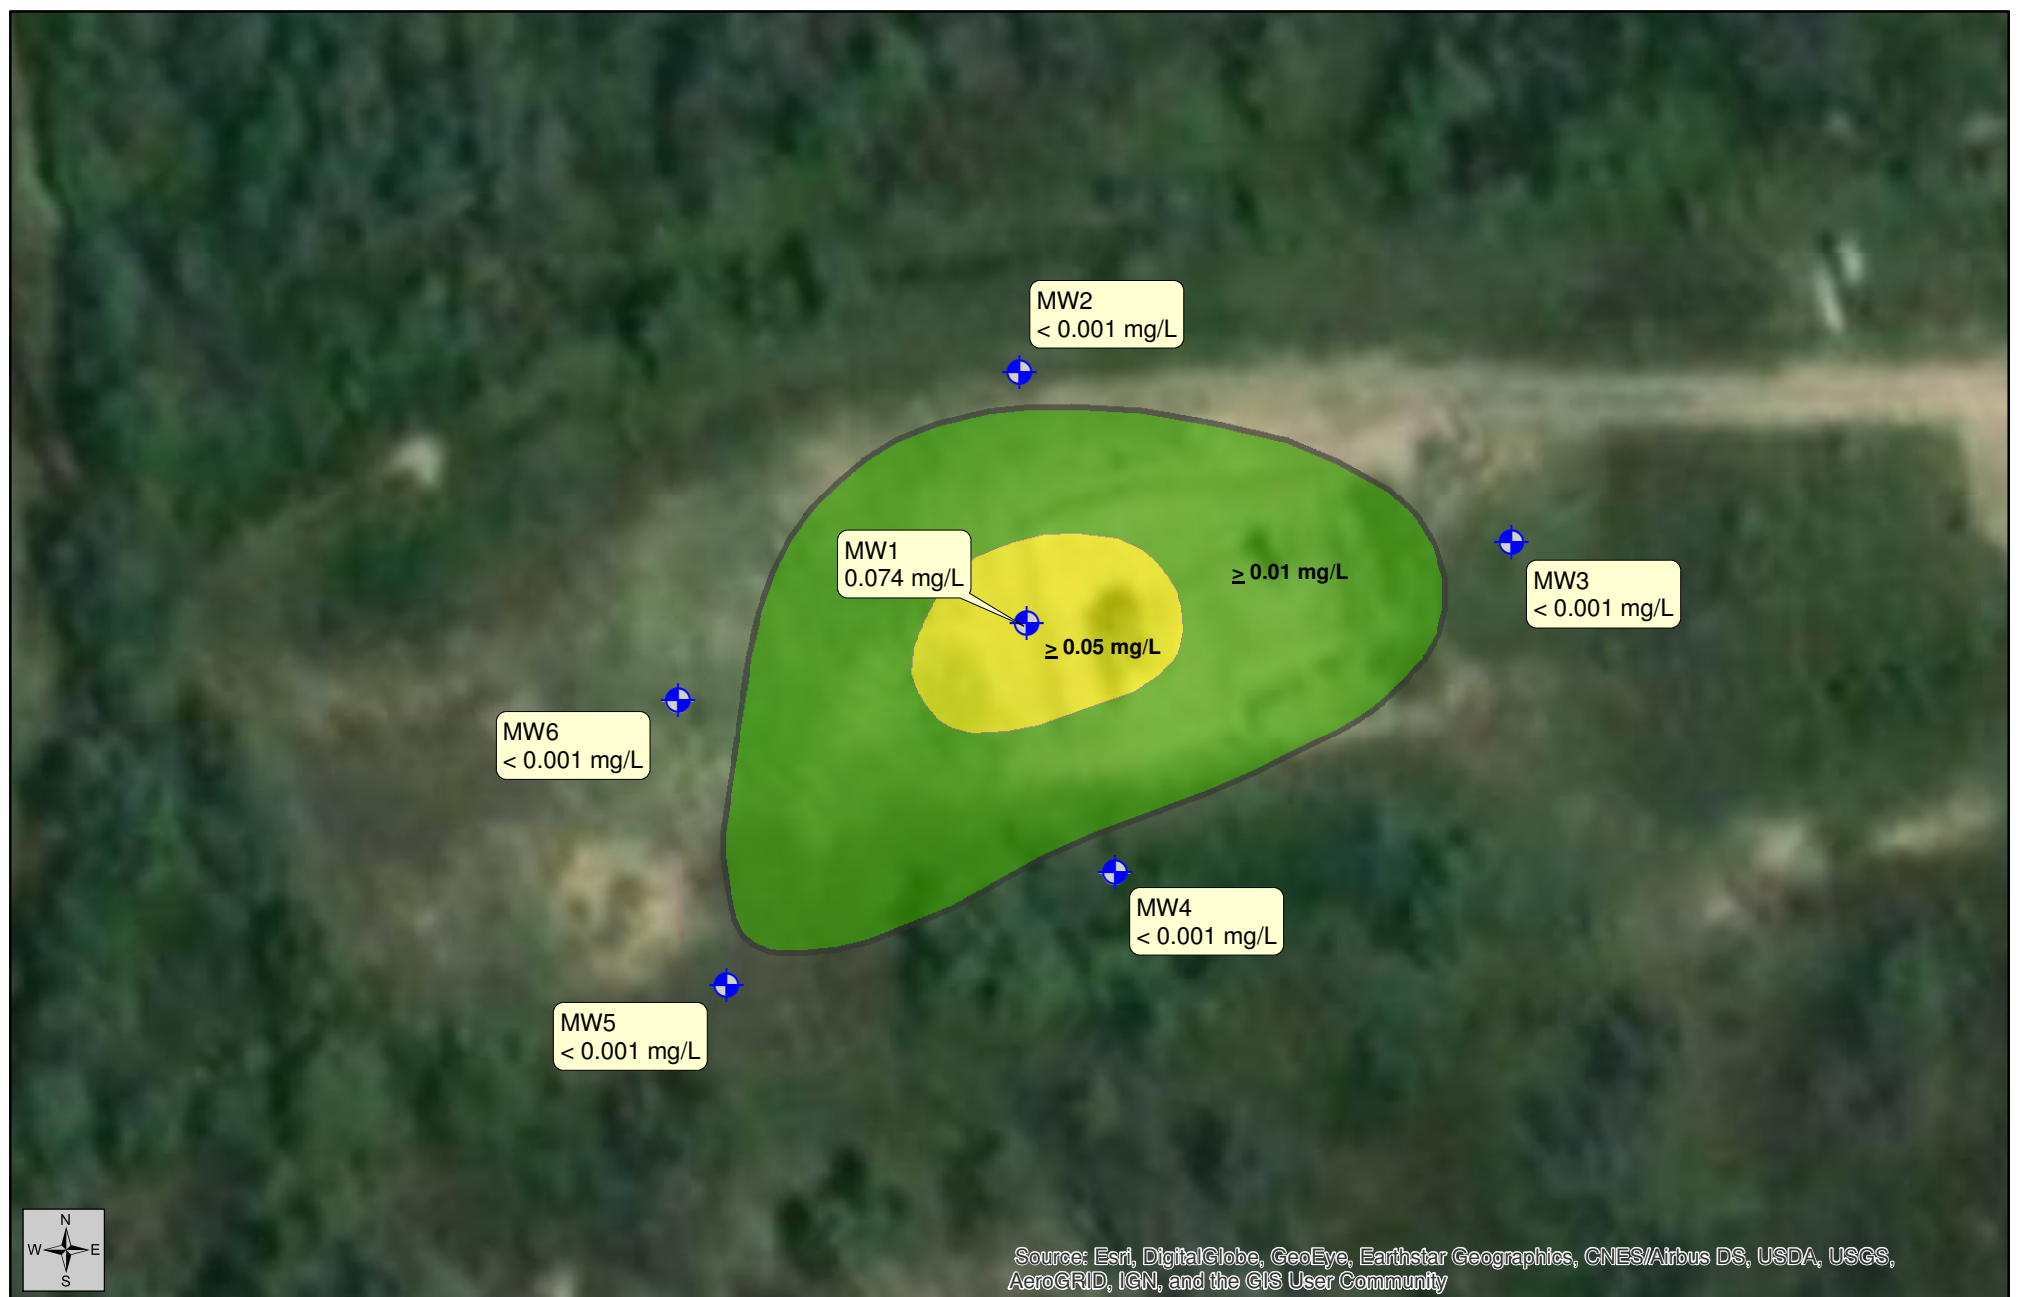 MW2
< 0.001 mg/L
MW1
0.074 mg/L
≥ 0.01 mg/L
MW3
< 0.001 mg/L
≥ 0.05 mg/L
MW6
< 0.001 mg/L
MW4
< 0.001 mg/L
MW5
< 0.001 mg/L
N
W E
S
Source: Esri, DigitalGlobe, GeoEye, Earthstar Geographics, CNES/Airbus DS, USDA, USGS,
AeroGRID, IGN, and the GIS User Community